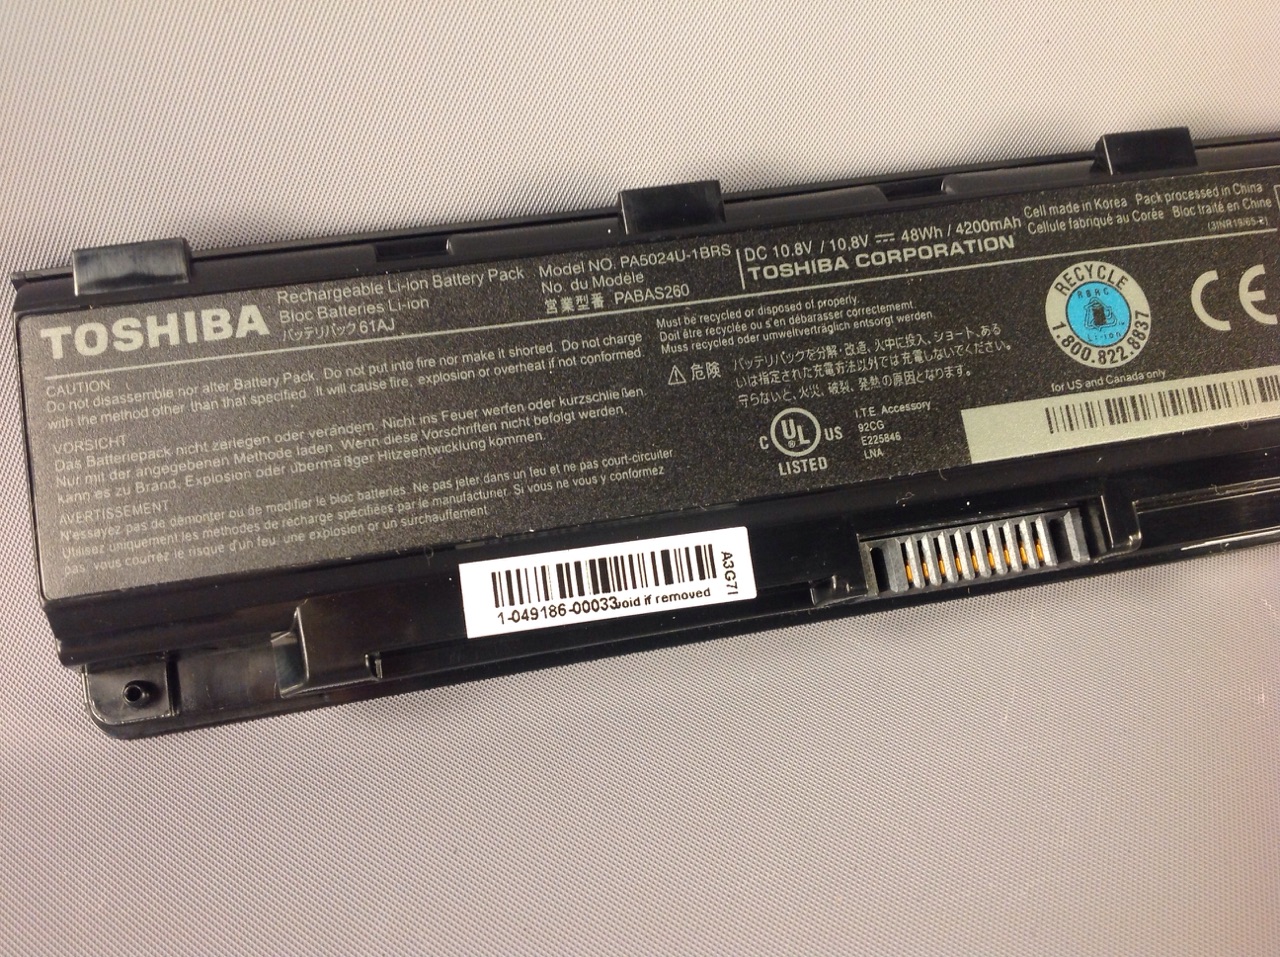 TOSHIBA
Rechargeable Li-Ion Battery Pack
Bloc Batteries Li-ion
バッテリパック 61AJ
Model NO. PA5024U-1BRS
No. du Modèle
営業型番 PABAS260
DC 10.8V / 10.8V ⎓ 48Wh / 4200mAh
TOSHIBA CORPORATION
Cell made in Korea Pack processed in China
Cellule fabriqué au Corée Bloc traité en Chine
CAUTION
Do not disassemble nor alter Battery Pack. Do not put into fire nor make it shorted. Do not charge
with the method other than that specified. It will cause fire, explosion or overheat if not conformed.
VORSICHT
Das Batteriepack nicht zerlegen oder verändern. Nicht ins Feuer werfen oder kurzschließen.
Nur mit der angegebenen Methode laden. Wenn diese Vorschriften nicht befolgt werden,
kann es zu Brand, Explosion oder übermäßiger Hitzeentwicklung kommen.
AVERTISSEMENT
N'essayez pas de démonter ou de modifier le bloc batteries. Ne pas jeter dans un feu et ne pas court-circuiter
Utilisez uniquement les methodes de recharge spécifiées par le manufacturier. Si vous ne vous y conformez
pas, vous courrez le risque d'un feu, une explosion or un surchauffement.
Must be recycled or disposed of properly.
Doit être recyclée ou s'en débarasser correctememt.
Muss recycled oder umweltverträglich entsorgt werden
⚠ 危険
バッテリパックを分解・改造、火中に投入、ショート、ある
いは指定された充電方法以外では充電しないでください。
守らないと、火災、破裂、発熱の原因となります。
C UL US
LISTED
I.T.E. Accessory
92CG
E225846
LNA
RECYCLE
RBRC
Li-ion
1.800.822.8837
for US and Canada only
CE
1-049186-00033
void if removed
A3G7I